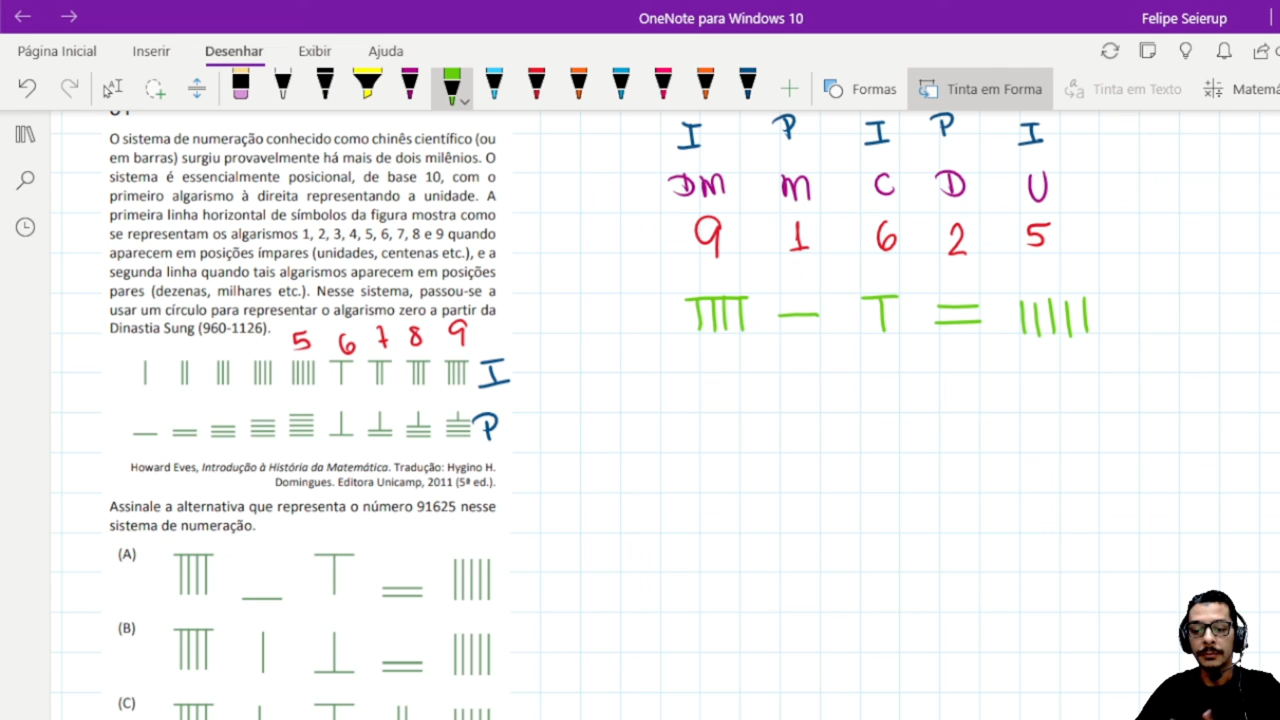 OneNote para Windows 10
Felipe Seierup
Página Inicial
Inserir
Desenhar
Exibir
Ajuda
Formas
Tinta em Forma
Tinta em Texto
Matemá
O sistema de numeração conhecido como chinês científico (ou
em barras) surgiu provavelmente há mais de dois milênios. O
sistema é essencialmente posicional, de base 10, com o
primeiro algarismo à direita representando a unidade. A
primeira linha horizontal de símbolos da figura mostra como
se representam os algarismos 1, 2, 3, 4, 5, 6, 7, 8 e 9 quando
aparecem em posições ímpares (unidades, centenas etc.), e a
segunda linha quando tais algarismos aparecem em posições
pares (dezenas, milhares etc.). Nesse sistema, passou-se a
usar um círculo para representar o algarismo zero a partir da
Dinastia Sung (960-1126).
5 6 7 8 9
I
P
Howard Eves, Introdução à História da Matemática. Tradução: Hygino H.
Domingues. Editora Unicamp, 2011 (5ª ed.).
Assinale a alternativa que representa o número 91625 nesse
sistema de numeração.
(A)
(B)
(C)
I P I P I
DM M C D U
9 1 6 2 5